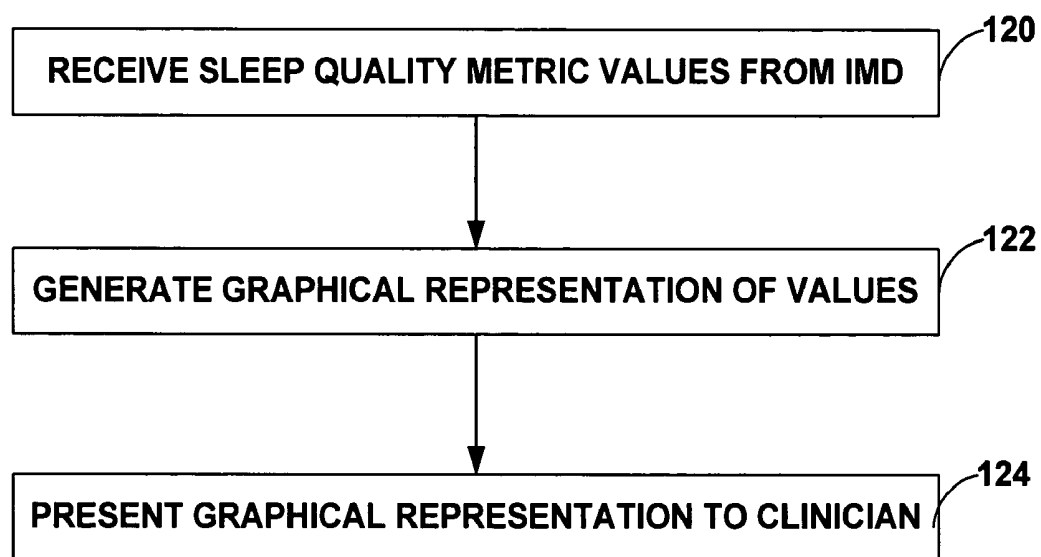 120
RECEIVE SLEEP QUALITY METRIC VALUES FROM IMD
122
GENERATE GRAPHICAL REPRESENTATION OF VALUES
124
PRESENT GRAPHICAL REPRESENTATION TO CLINICIAN